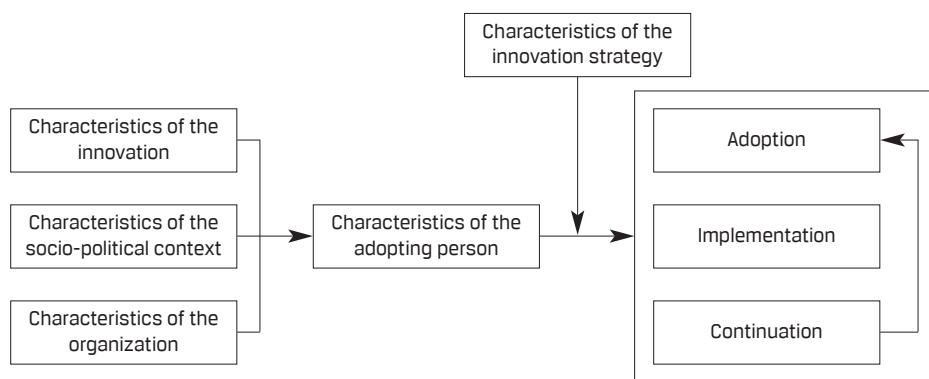 Characteristics of the
innovation strategy
Characteristics of the
innovation
Adoption
Characteristics of the
socio-political context
Characteristics of the
adopting person
Implementation
Characteristics of the
organization
Continuation